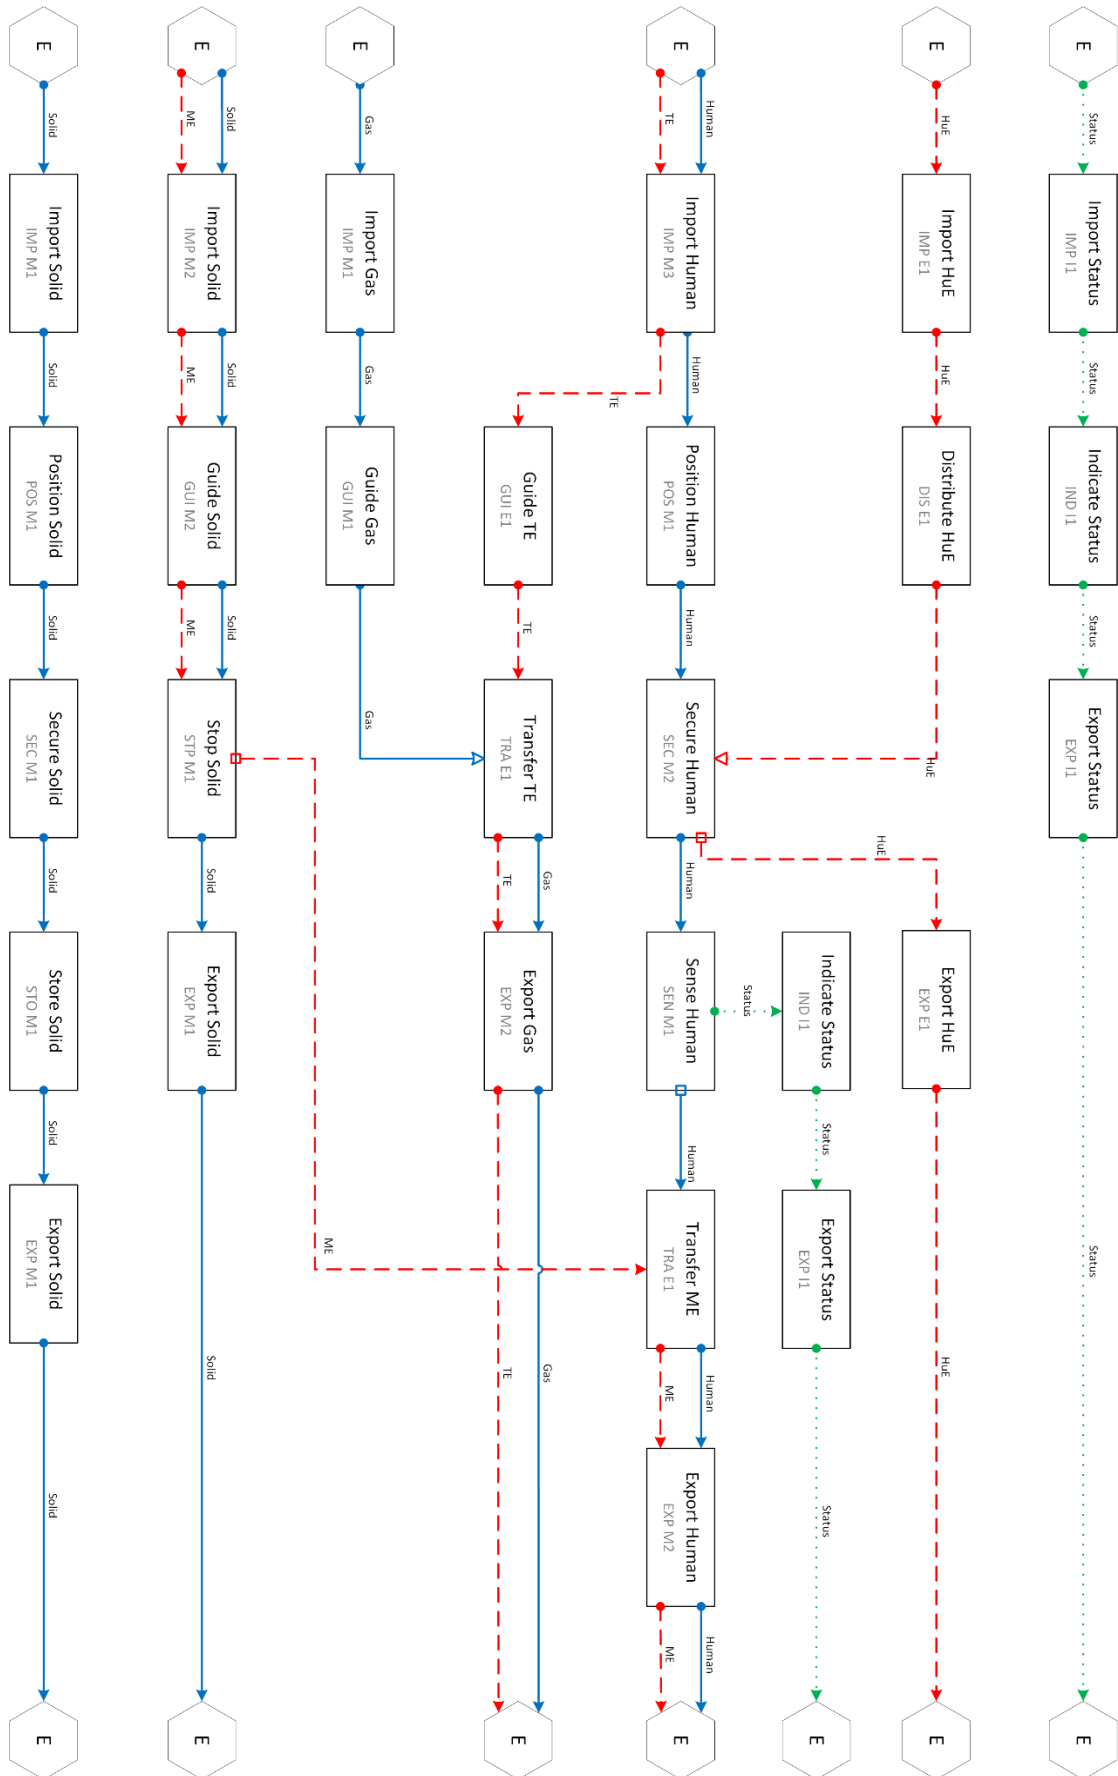 E
Status
Import Status
IMP I1
Status
Indicate Status
IND I1
Status
Export Status
EXP I1
Status
E
E
HuE
Import HuE
IMP E1
HuE
Distribute HuE
DIS E1
HuE
HuE
Export HuE
EXP E1
HuE
E
Status
Indicate Status
IND I1
Status
Export Status
EXP I1
Status
E
E
Human
TE
Import Human
IMP M3
Human
TE
Position Human
POS M1
Human
Secure Human
SEC M2
Human
Sense Human
SEN M1
Human
Transfer ME
TRA E1
Human
ME
Export Human
EXP M2
Human
ME
E
Guide TE
GUI E1
TE
Transfer TE
TRA E1
Gas
TE
Export Gas
EXP M2
Gas
TE
E
E
Gas
Import Gas
IMP M1
Gas
Guide Gas
GUI M1
Gas
ME
E
Solid
ME
Import Solid
IMP M2
Solid
ME
Guide Solid
GUI M2
Solid
ME
Stop Solid
STP M1
Solid
Export Solid
EXP M1
Solid
E
E
Solid
Import Solid
IMP M1
Solid
Position Solid
POS M1
Solid
Secure Solid
SEC M1
Solid
Store Solid
STO M1
Solid
Export Solid
EXP M1
Solid
E